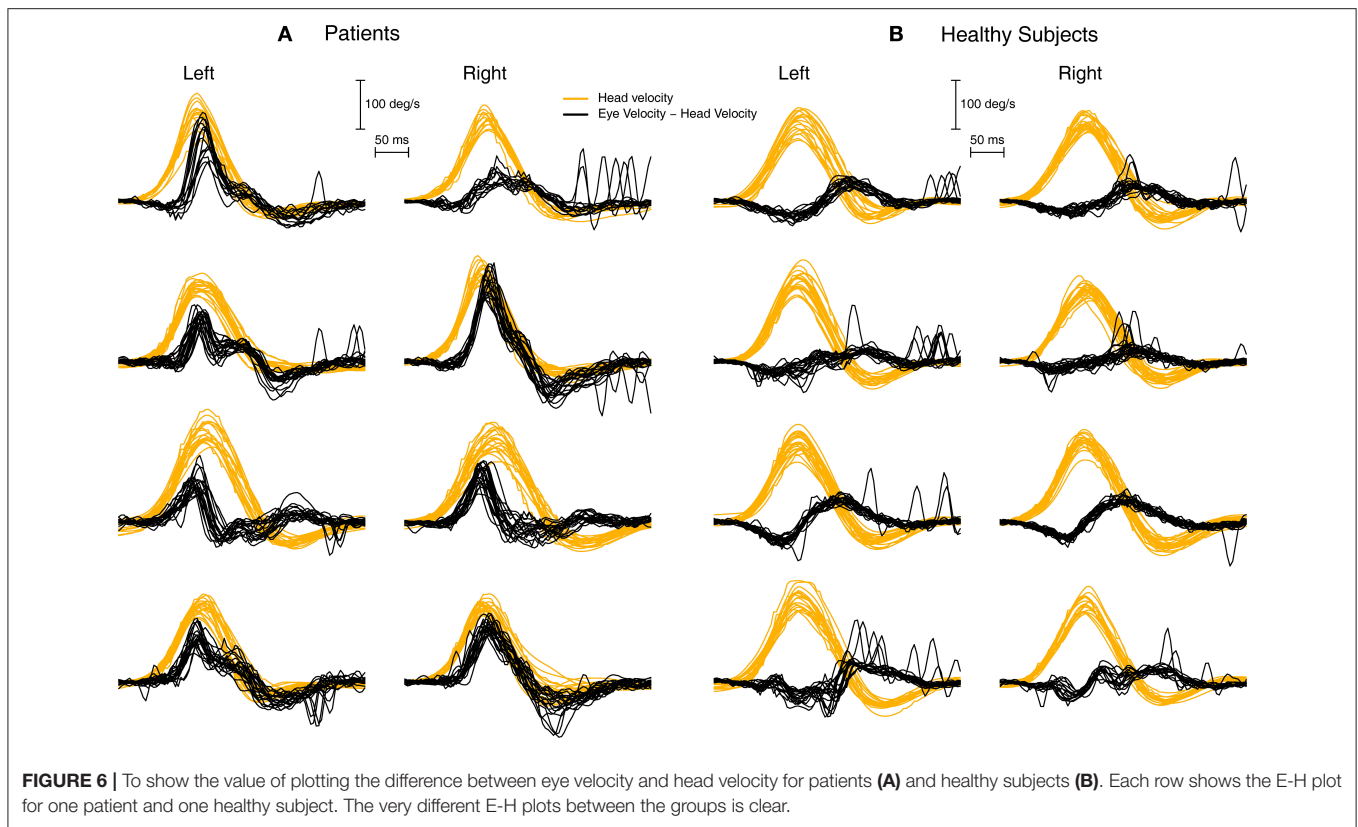 A Patients
B Healthy Subjects
Left
Right
Left
Right
100 deg/s
50 ms
Head velocity
Eye Velocity – Head Velocity
100 deg/s
50 ms
FIGURE 6 | To show the value of plotting the difference between eye velocity and head velocity for patients (A) and healthy subjects (B). Each row shows the E-H plot
for one patient and one healthy subject. The very different E-H plots between the groups is clear.